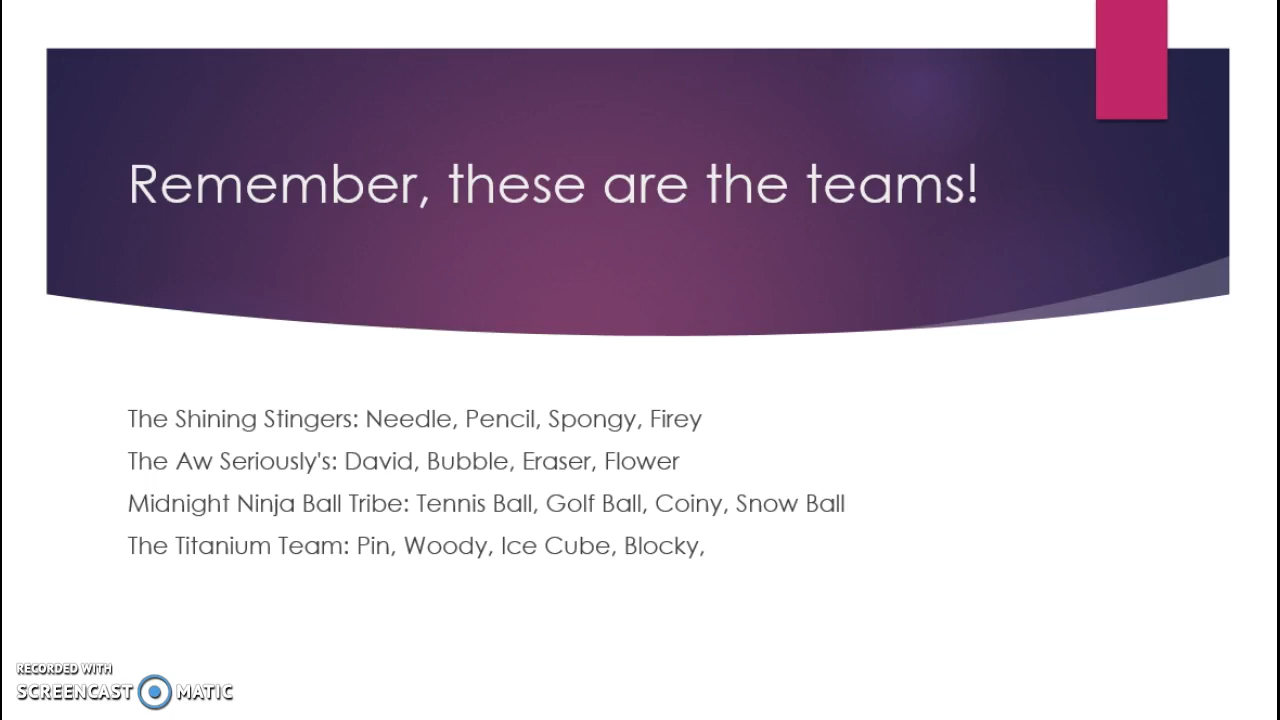 Remember, these are the teams!
The Shining Stingers: Needle, Pencil, Spongy, Firey
The Aw Seriously's: David, Bubble, Eraser, Flower
Midnight Ninja Ball Tribe: Tennis Ball, Golf Ball, Coiny, Snow Ball
The Titanium Team: Pin, Woody, Ice Cube, Blocky,
RECORDED WITH
SCREENCAST MATIC